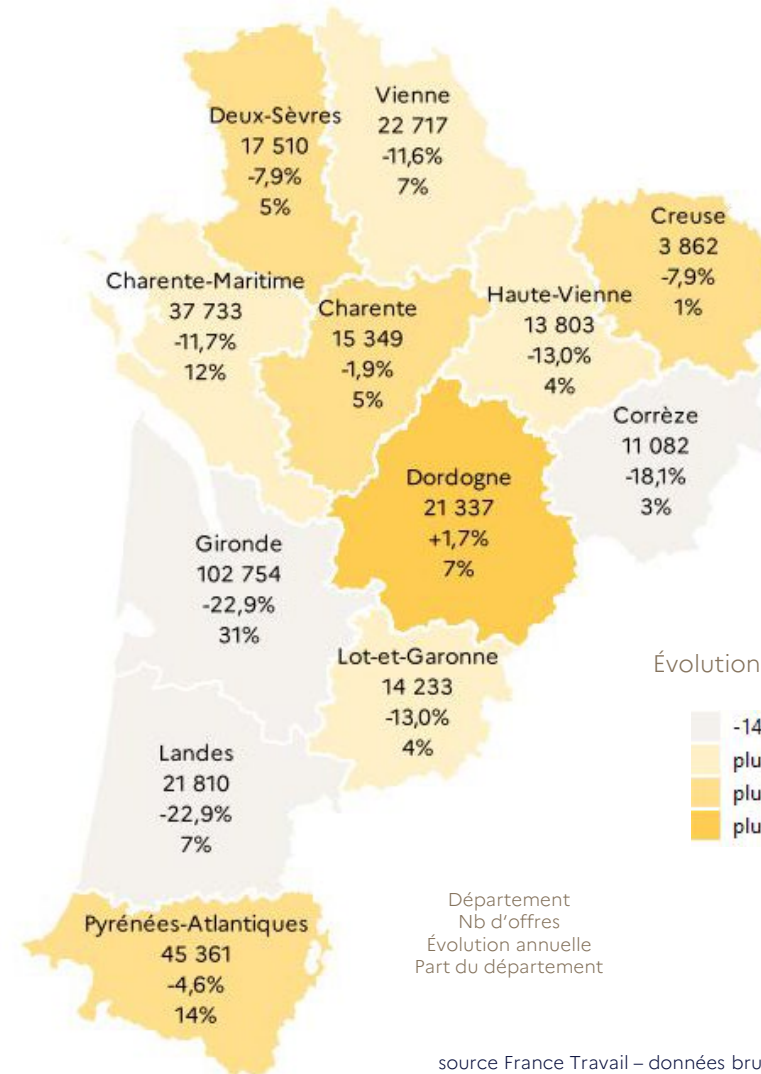 Vienne
22 717
-11,6%
7%
Deux-Sèvres
17 510
-7,9%
5%
Creuse
3 862
-7,9%
1%
Charente-Maritime
37 733
-11,7%
12%
Charente
15 349
-1,9%
5%
Haute-Vienne
13 803
-13,0%
4%
Corrèze
11 082
-18,1%
3%
Dordogne
21 337
+1,7%
7%
Gironde
102 754
-22,9%
31%
Lot-et-Garonne
14 233
-13,0%
4%
Évolution
-14
plu
plu
plu
Landes
21 810
-22,9%
7%
Département
Nb d'offres
Évolution annuelle
Part du département
Pyrénées-Atlantiques
45 361
-4,6%
14%
source France Travail – données bru